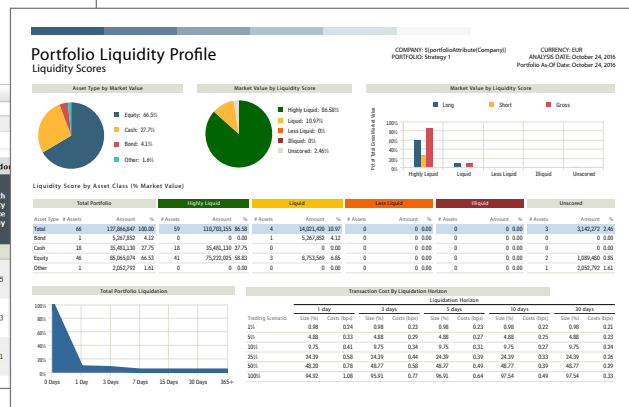 Portfolio Liquidity Profile
Liquidity Scores
COMPANY: S(portfolioAttribute(Company))
PORTFOLIO: Strategy 1
CURRENCY: EUR
ANALYSIS DATE: October 24, 2016
Portfolio As-Of Date: October 24, 2016
Asset Type by Market Value
Equity: 66.5%
Cash: 27.7%
Bond: 4.1%
Other: 1.6%
Market Value by Liquidity Score
Highly Liquid: 86.58%
Liquid: 10.97%
Less Liquid: 0%
Illiquid: 0%
Unscored: 2.46%
Market Value by Liquidity Score
Long Short Gross
Pct of Total Gross Market Value
100%
80%
60%
40%
20%
0%
Highly Liquid Liquid Less Liquid Illiquid Unscored
Liquidity Score by Asset Class (% Market Value)
Total Portfolio Highly Liquid Liquid Less Liquid Illiquid Unscored
Asset Type # Assets Amount % # Assets Amount % # Assets Amount % # Assets Amount % # Assets Amount % # Assets Amount %
Total 66 127,866,847 100.00 59 110,703,155 86.58 4 14,021,420 10.97 0 0.00 0 0.00 3 3,142,272 2.46
Bond 1 5,267,852 4.12 0 0 0.00 1 5,267,852 4.12 0 0.00 0 0.00 0 0 0.00
Cash 18 35,481,130 27.75 18 35,481,130 27.75 0 0 0.00 0 0.00 0 0.00 0 0 0.00
Equity 46 85,065,074 66.53 41 75,222,025 58.83 3 8,753,569 6.85 0 0.00 0 0.00 2 1,089,480 0.85
Other 1 2,052,792 1.61 0 0 0.00 0 0 0.00 0 0.00 0 0.00 1 2,052,792 1.61
Total Portfolio Liquidation
100%
80%
60%
40%
20%
0%
0 Days 1 Day 3 Days 7 Days 15 Days 30 Days 365+
Transaction Cost By Liquidation Horizon
Liquidation Horizon
1 day 3 days 5 days 10 days 30 days
Trading Scenario Size (%) Costs (bps) Size (%) Costs (bps) Size (%) Costs (bps) Size (%) Costs (bps) Size (%) Costs (bps)
1% 0.98 0.24 0.98 0.23 0.98 0.23 0.98 0.22 0.98 0.21
5% 4.88 0.33 4.88 0.29 4.88 0.27 4.88 0.25 4.88 0.23
10% 9.75 0.41 9.75 0.34 9.75 0.31 9.75 0.27 9.75 0.24
25% 24.39 0.58 24.39 0.44 24.39 0.39 24.39 0.33 24.39 0.26
50% 48.20 0.78 48.77 0.58 48.77 0.49 48.77 0.39 48.77 0.29
100% 94.92 1.08 95.91 0.77 96.91 0.64 97.54 0.49 97.54 0.33